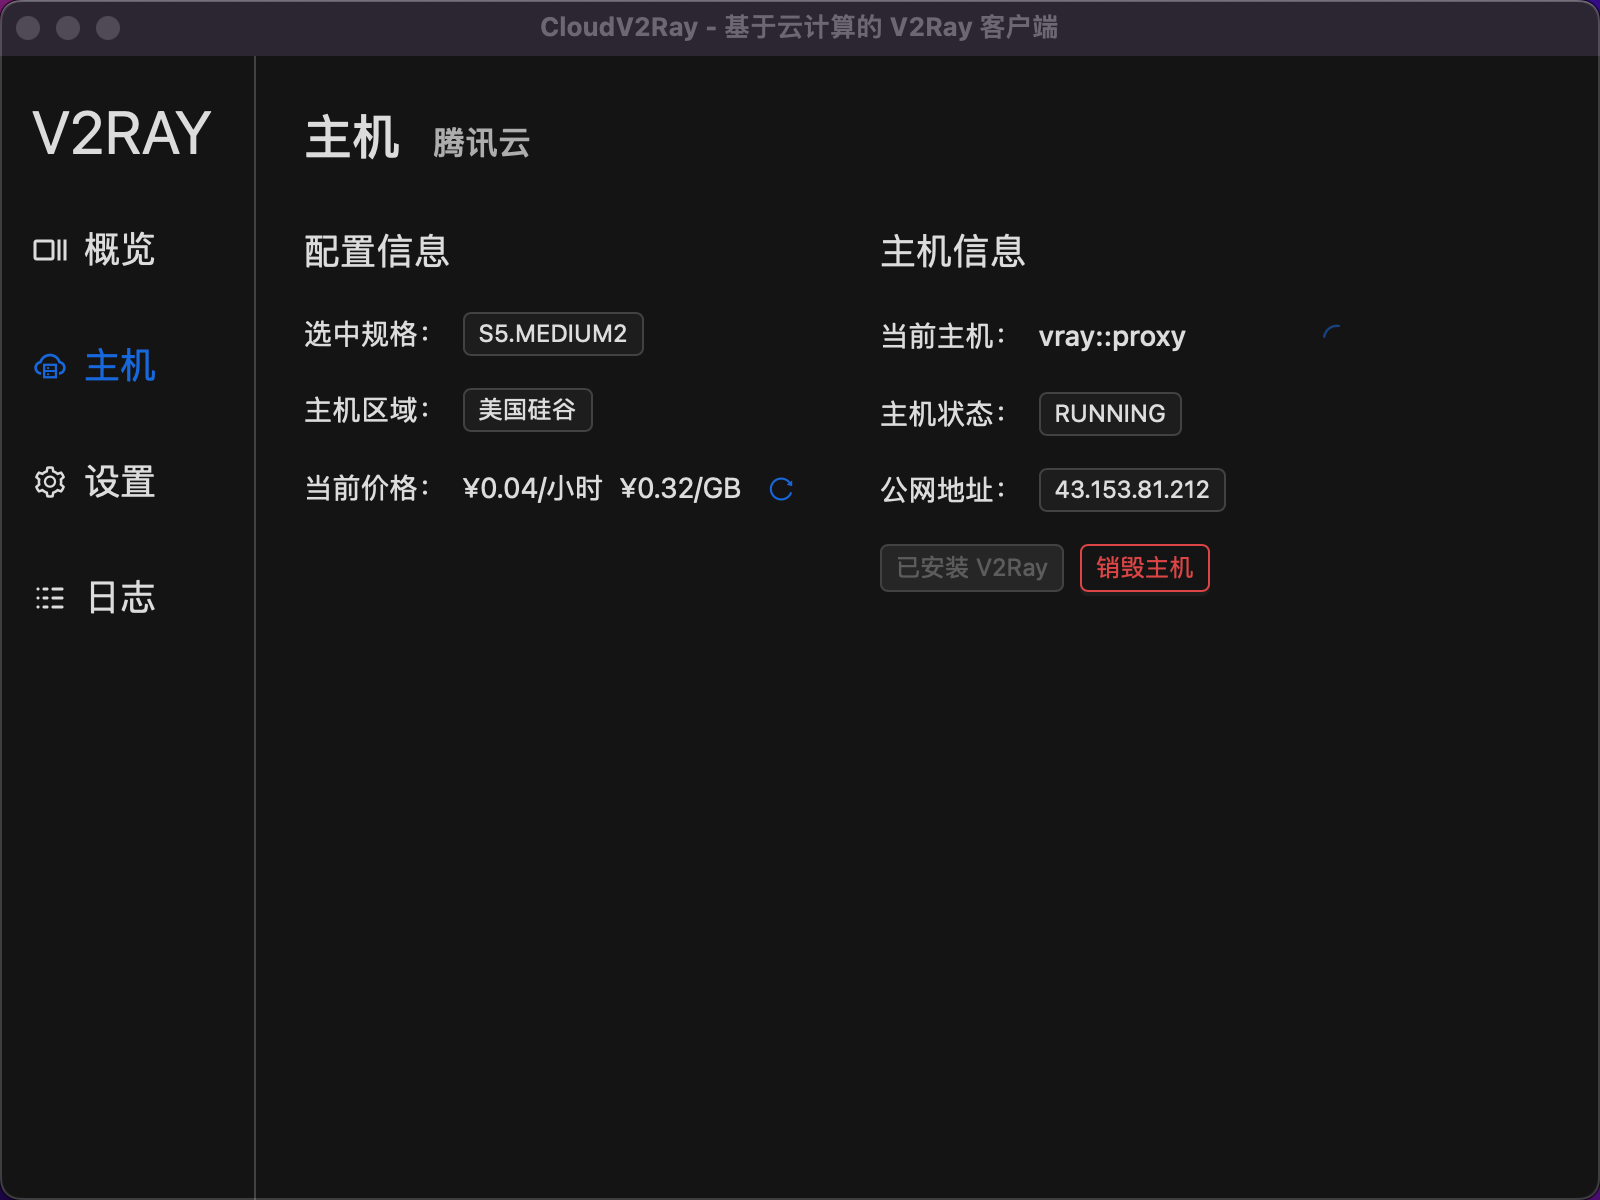 CloudV2Ray - 基于云计算的 V2Ray 客户端
V2RAY
概览
主机
设置
日志
主机 腾讯云
配置信息
选中规格： S5.MEDIUM2
主机区域： 美国硅谷
当前价格： ¥0.04/小时 ¥0.32/GB
主机信息
当前主机： vray::proxy
主机状态： RUNNING
公网地址： 43.153.81.212
已安装 V2Ray 销毁主机